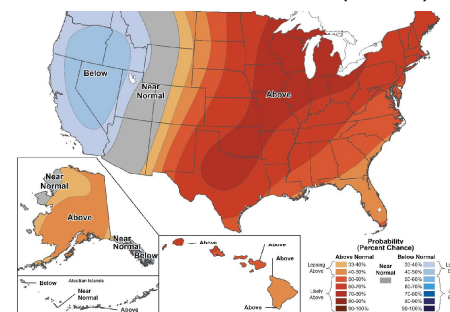 Below
Near
Normal
Above
Near
Normal
Above
Near
Normal
Below
Above
Above
Above
Above
Below
Aleutian Islands
Near
Normal
Above
Above
Probability
(Percent Chance)
Above Normal
Below Normal
Leaning
Above
Likely
Above
33-40%
40-50%
50-60%
60-70%
70-80%
80-90%
90-100%
Near
Normal
33-40%
40-50%
50-60%
60-70%
70-80%
80-90%
90-100%